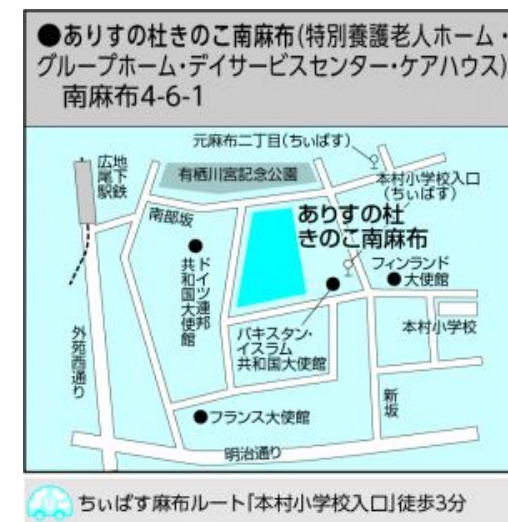 ●ありすの杜きのこ南麻布(特別養護老人ホーム・
グループホーム・デイサービスセンター・ケアハウス)
南麻布4-6-1
元麻布二丁目(ちぃばす)
地下鉄
広尾駅
有栖川宮記念公園
本村小学校入口
(ちぃばす)
南部坂
ありすの杜
きのこ南麻布
ドイツ連邦
共和国大使館
フィンランド
大使館
パキスタン・
イスラム
共和国大使館
本村小学校
外苑西通り
新坂
フランス大使館
明治通り
ちぃばす麻布ルート「本村小学校入口」徒歩3分